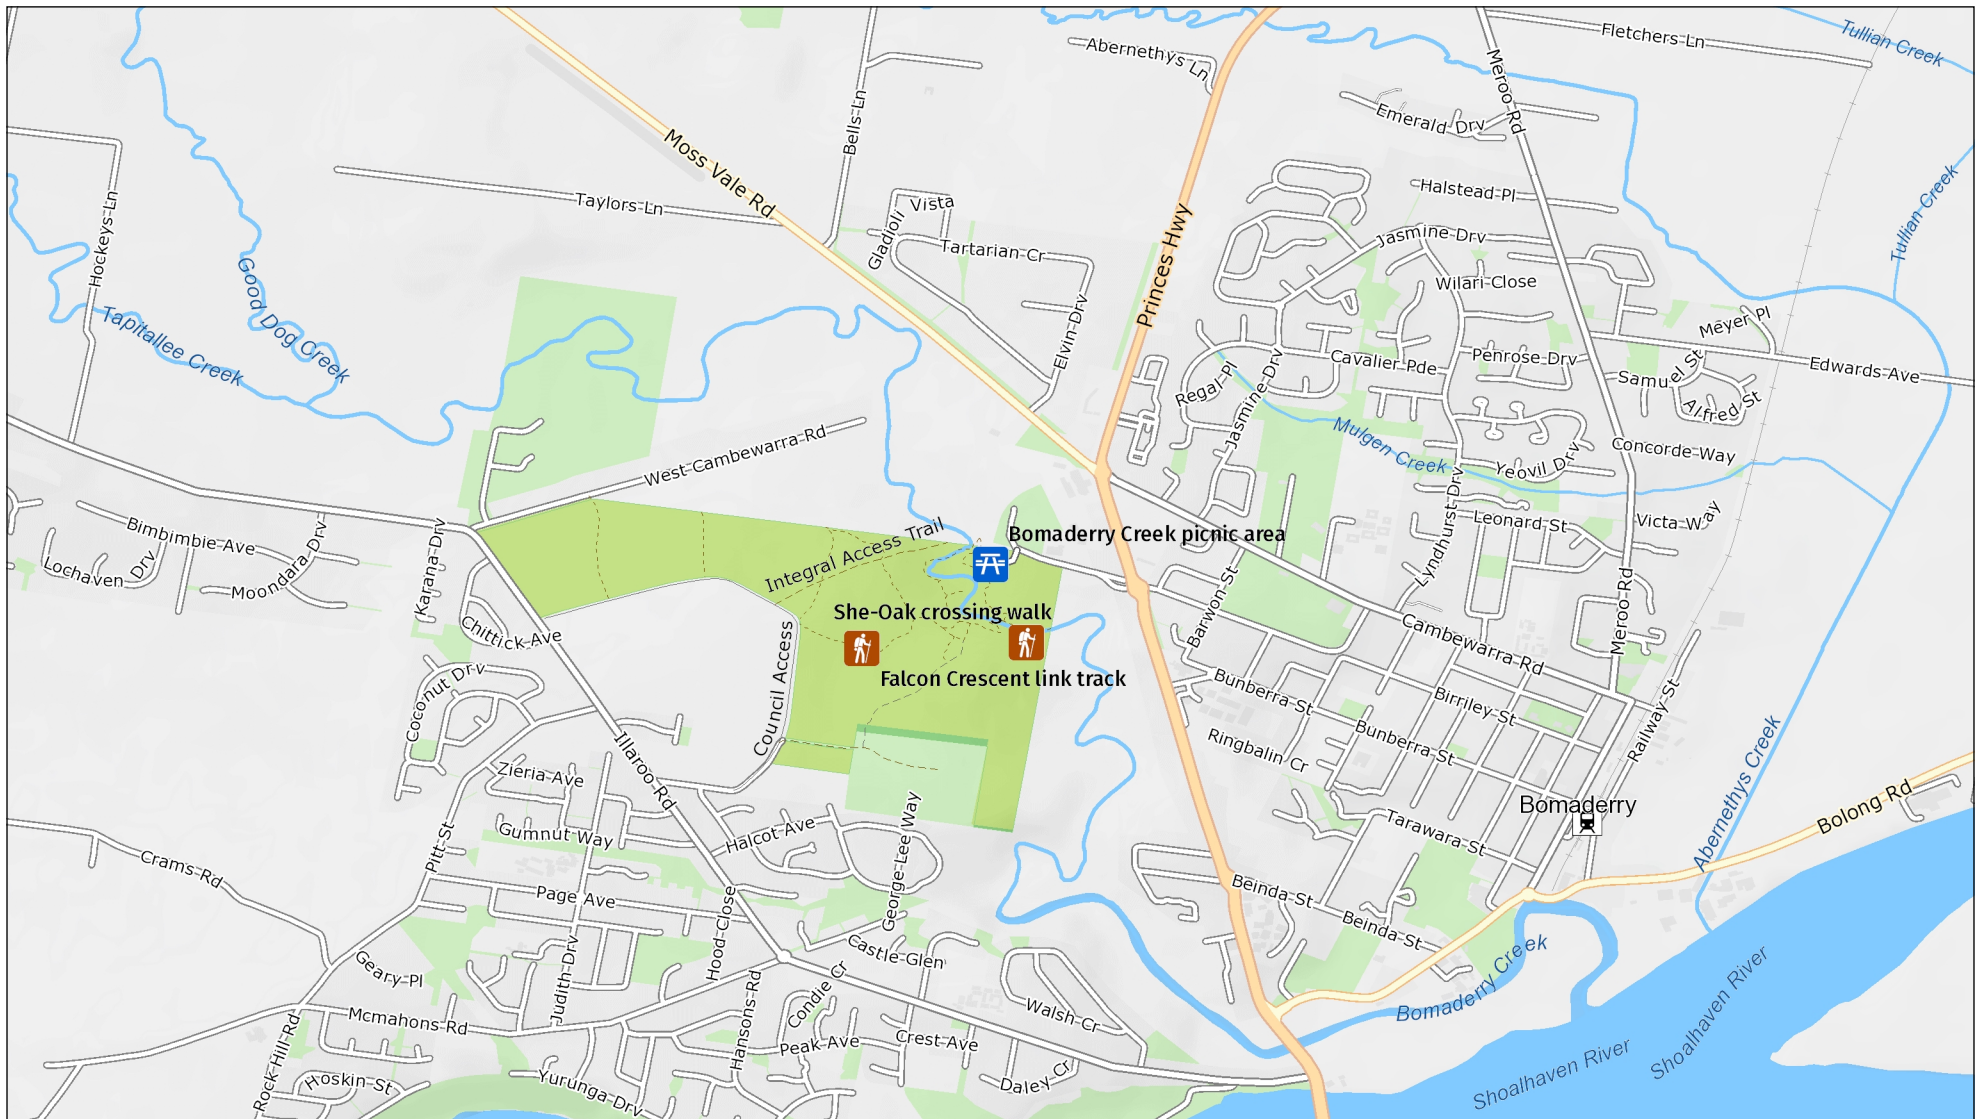 Fletchers Ln
Tullian Creek
Abernethys Ln
Meroo Rd
Bells Ln
Emerald Drv
Moss Vale Rd
Taylors Ln
Hockeys Ln
Gladioli
Vista
Tartarian Cr
Princes Hwy
Halstead Pl
Jasmine Drv
Tullian Creek
Wilari Close
Good Dog Creek
Tapitallee Creek
Elvin Drv
Meyer Pl
Regal Pl
Jasmine Drv
Cavalier Pde
Penrose Drv
Samuel St
Edwards Ave
Alfred St
Mulgen Creek
West Cambewarra Rd
Concorde Way
Yeovil Drv
Lyndhurst Drv
Leonard St
Victa Way
Bimbimbie Ave
Lochaven Drv
Moondara Drv
Karana Drv
Integral Access Trail
Bomaderry Creek picnic area
She-Oak crossing walk
Falcon Crescent link track
Chittick Ave
Coconut Drv
Council Access
Barwon St
Cambewarra Rd
Meroo Rd
Bunberra St
Birriley St
Bunberra St
Railway St
Ringbalin Cr
Illaroo Rd
Zieria Ave
Gumnut Way
Halcot Ave
George Lee Way
Pitt St
Crams Rd
Page Ave
Hood Close
Tarawara St
Bomaderry
Abernethys Creek
Bolong Rd
Beinda St
Beinda St
Castle Glen
Geary Pl
Judith Drv
Hansons Rd
Condie Cr
Walsh Cr
Bomaderry Creek
Mcmahons Rd
Rock Hill Rd
Peak Ave
Crest Ave
Daley Cr
Hoskin St
Yurunga Drv
Shoalhaven River
Shoalhaven River